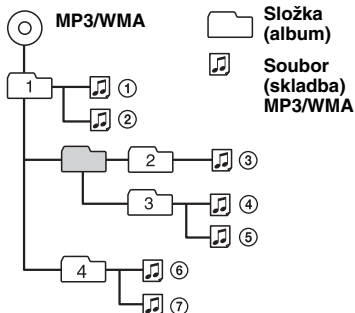 MP3/WMA
Složka
(album)
Soubor
(skladba)
MP3/WMA
1
①
②
2
③
3
④
⑤
4
⑥
⑦